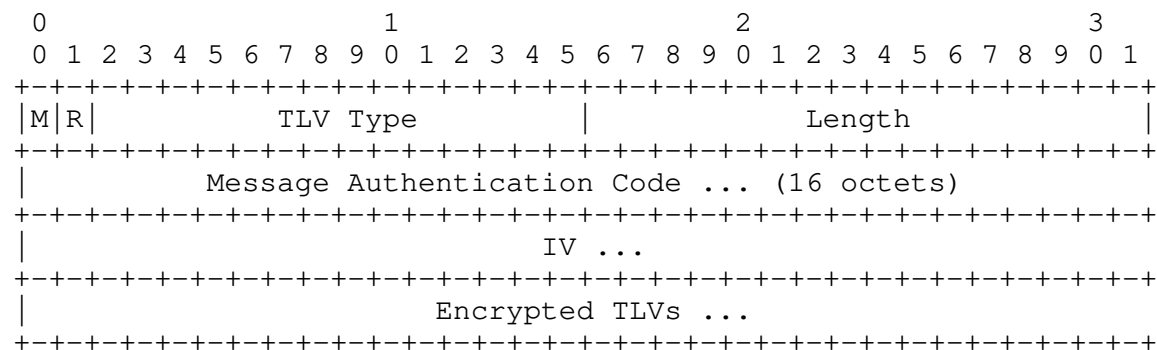 0                   1                   2                   3
 0 1 2 3 4 5 6 7 8 9 0 1 2 3 4 5 6 7 8 9 0 1 2 3 4 5 6 7 8 9 0 1
+-+-+-+-+-+-+-+-+-+-+-+-+-+-+-+-+-+-+-+-+-+-+-+-+-+-+-+-+-+-+-+-+
|M|R|          TLV Type         |            Length             |
+-+-+-+-+-+-+-+-+-+-+-+-+-+-+-+-+-+-+-+-+-+-+-+-+-+-+-+-+-+-+-+-+
|          Message Authentication Code ... (16 octets)
+-+-+-+-+-+-+-+-+-+-+-+-+-+-+-+-+-+-+-+-+-+-+-+-+-+-+-+-+-+-+-+-+
|                             IV ...
+-+-+-+-+-+-+-+-+-+-+-+-+-+-+-+-+-+-+-+-+-+-+-+-+-+-+-+-+-+-+-+-+
|                       Encrypted TLVs ...
+-+-+-+-+-+-+-+-+-+-+-+-+-+-+-+-+-+-+-+-+-+-+-+-+-+-+-+-+-+-+-+-+